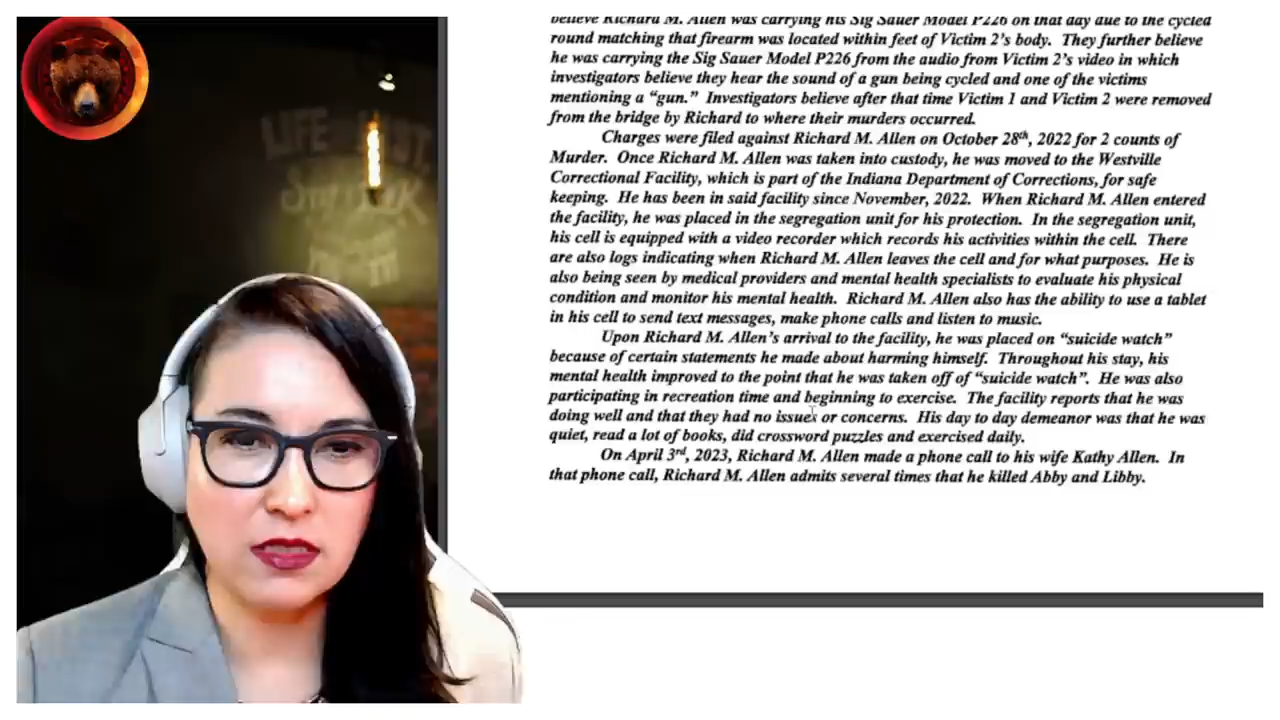 believe Richard M. Allen was carrying his Sig Sauer Model P226 on that day due to the cycled
round matching that firearm was located within feet of Victim 2's body. They further believe
he was carrying the Sig Sauer Model P226 from the audio from Victim 2's video in which
investigators believe they hear the sound of a gun being cycled and one of the victims
mentioning a “gun.” Investigators believe after that time Victim 1 and Victim 2 were removed
from the bridge by Richard to where their murders occurred.
Charges were filed against Richard M. Allen on October 28th, 2022 for 2 counts of
Murder. Once Richard M. Allen was taken into custody, he was moved to the Westville
Correctional Facility, which is part of the Indiana Department of Corrections, for safe
keeping. He has been in said facility since November, 2022. When Richard M. Allen entered
the facility, he was placed in the segregation unit for his protection. In the segregation unit,
his cell is equipped with a video recorder which records his activities within the cell. There
are also logs indicating when Richard M. Allen leaves the cell and for what purposes. He is
also being seen by medical providers and mental health specialists to evaluate his physical
condition and monitor his mental health. Richard M. Allen also has the ability to use a tablet
in his cell to send text messages, make phone calls and listen to music.
Upon Richard M. Allen's arrival to the facility, he was placed on “suicide watch”
because of certain statements he made about harming himself. Throughout his stay, his
mental health improved to the point that he was taken off of “suicide watch”. He was also
participating in recreation time and beginning to exercise. The facility reports that he was
doing well and that they had no issues or concerns. His day to day demeanor was that he was
quiet, read a lot of books, did crossword puzzles and exercised daily.
On April 3rd, 2023, Richard M. Allen made a phone call to his wife Kathy Allen. In
that phone call, Richard M. Allen admits several times that he killed Abby and Libby.
LIFE